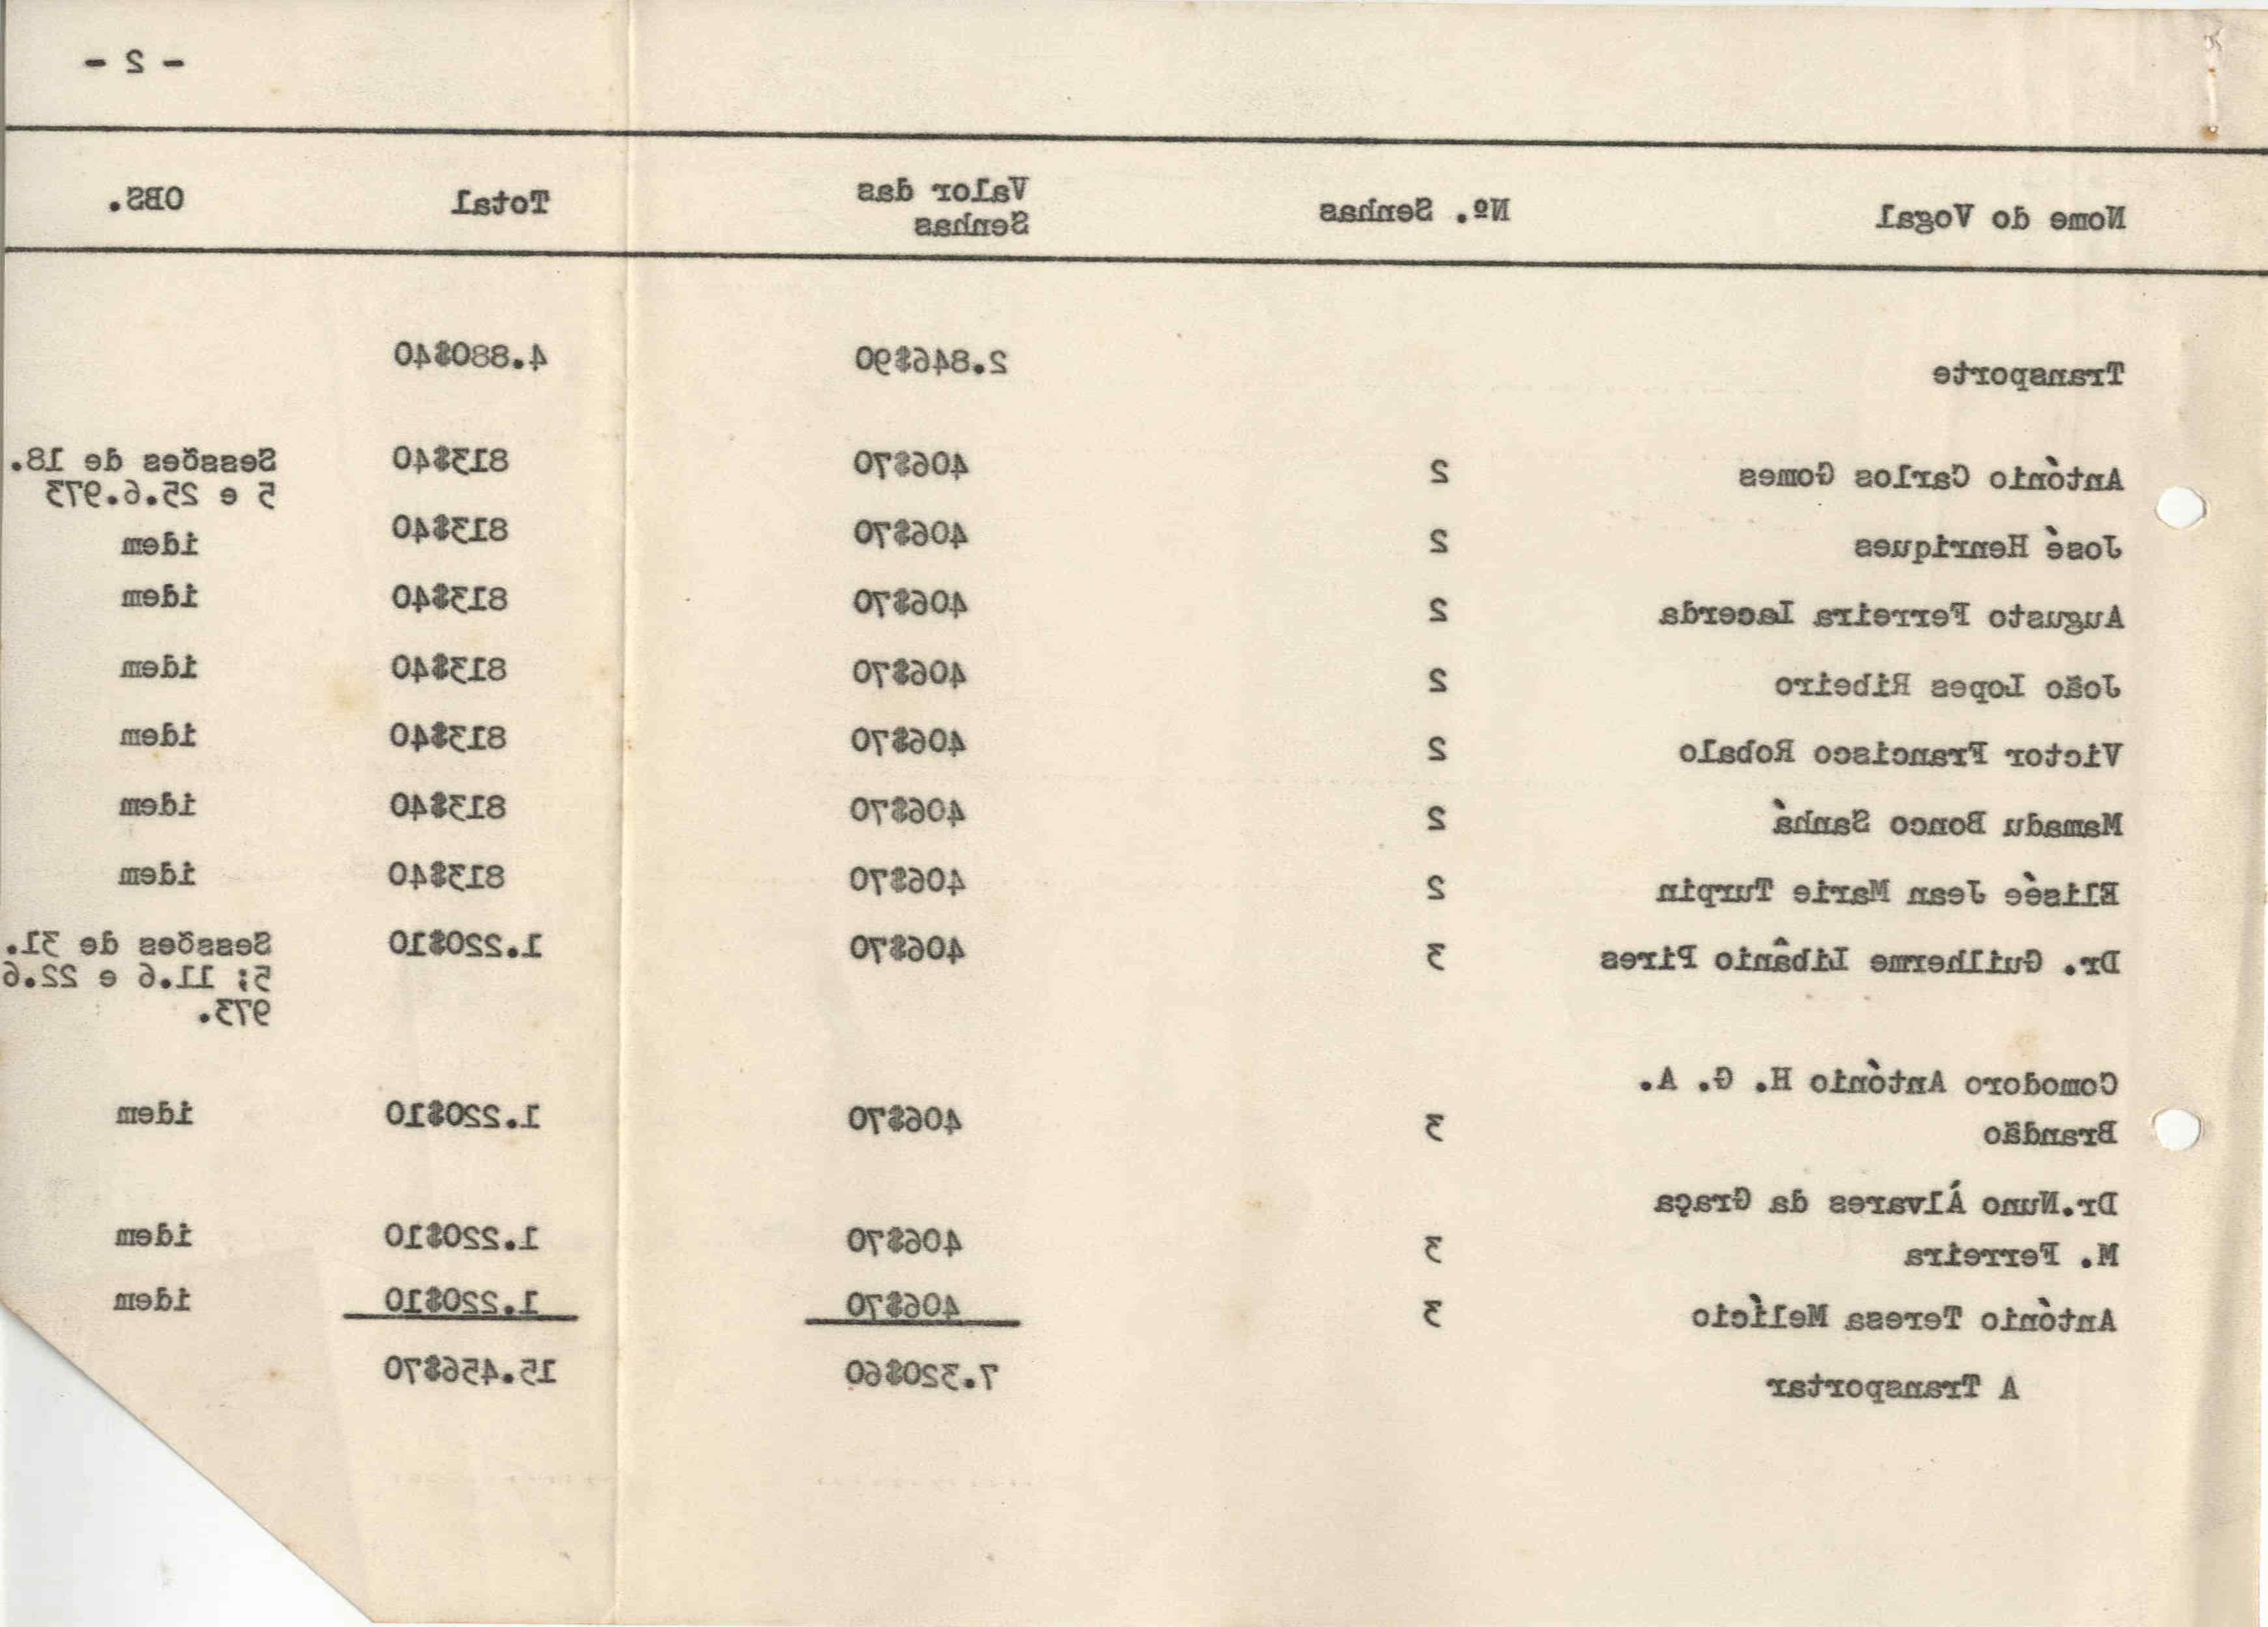 - 2 -
Nome do Vogal Nº. Senhas Valor das Senhas Total OBS.
Transporte 2.846$90 4.880$40
António Carlos Gomes 2 406$70 813$40 Sessões de 18.
5 e 25.6.973
José Henriques 2 406$70 813$40 idem
Augusto Ferreira Lacerda 2 406$70 813$40 idem
João Lopes Ribeiro 2 406$70 813$40 idem
Victor Francisco Robalo 2 406$70 813$40 idem
Mamadu Bonco Sanhá 2 406$70 813$40 idem
Elisée Jean Marie Turpin 2 406$70 813$40 idem
Dr. Guilherme Libânio Pires 3 406$70 1.220$10 Sessões de 31.
5; 11.6 e 22.6
973.
Comodoro António H. G. A.
Brandão 3 406$70 1.220$10 idem
Dr.Nuno Álvares da Graça
M. Ferreira 3 406$70 1.220$10 idem
António Teresa Melício 3 406$70 1.220$10 idem
A Transportar 7.320$60 15.456$70